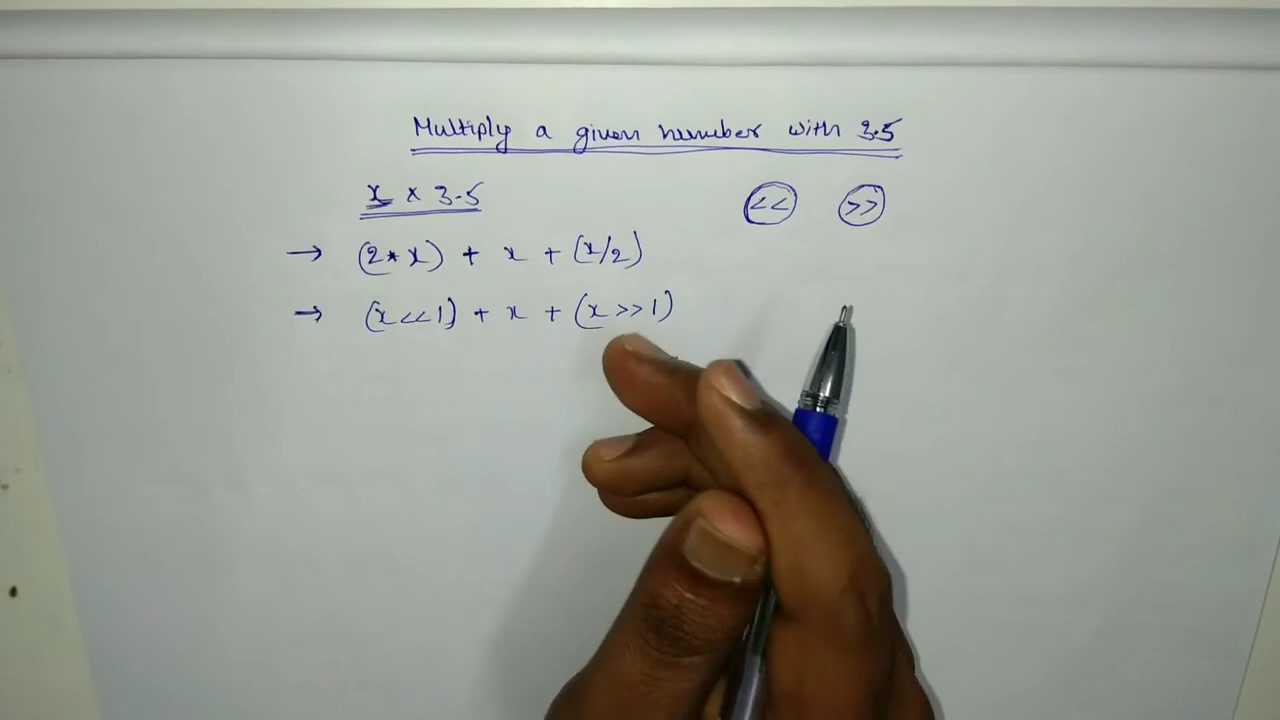 Multiply a given number with 3.5
x × 3.5
<< >>
→ (2*x) + x + (x/2)
→ (x<<1) + x + (x>>1)